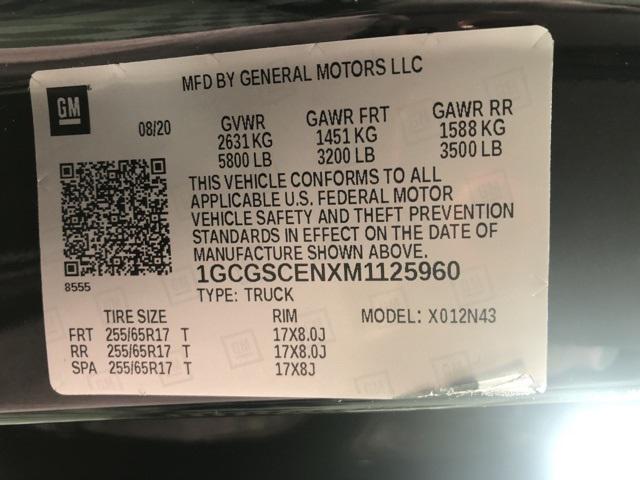 MFD BY GENERAL MOTORS LLC
GM
08/20 GVWR GAWR FRT GAWR RR
2631 KG 1451 KG 1588 KG
5800 LB 3200 LB 3500 LB
THIS VEHICLE CONFORMS TO ALL
APPLICABLE U.S. FEDERAL MOTOR
VEHICLE SAFETY AND THEFT PREVENTION
STANDARDS IN EFFECT ON THE DATE OF
MANUFACTURE SHOWN ABOVE.
8555 1GCGSCENXM1125960
TYPE: TRUCK
TIRE SIZE RIM MODEL: X012N43
FRT 255/65R17 T 17X8.0J
RR 255/65R17 T 17X8.0J
SPA 255/65R17 T 17X8J